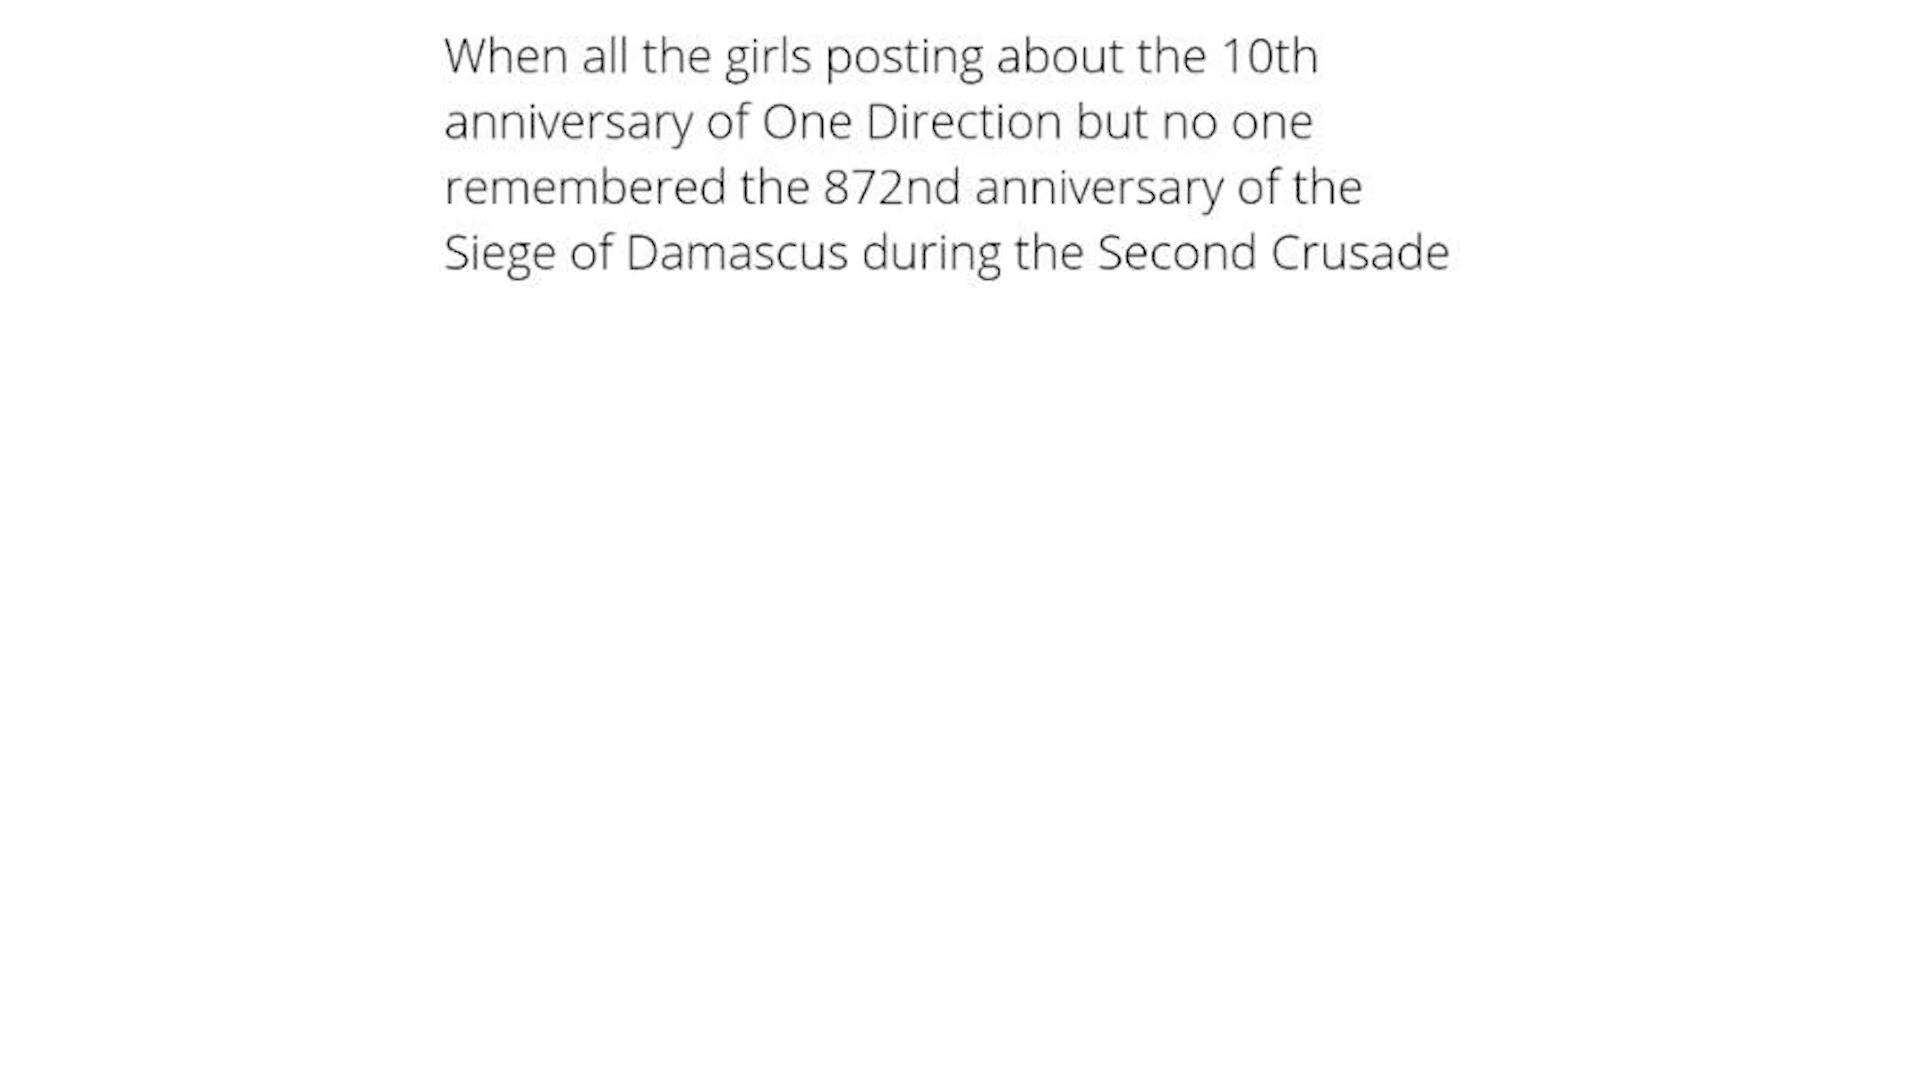 When all the girls posting about the 10th
anniversary of One Direction but no one
remembered the 872nd anniversary of the
Siege of Damascus during the Second Crusade